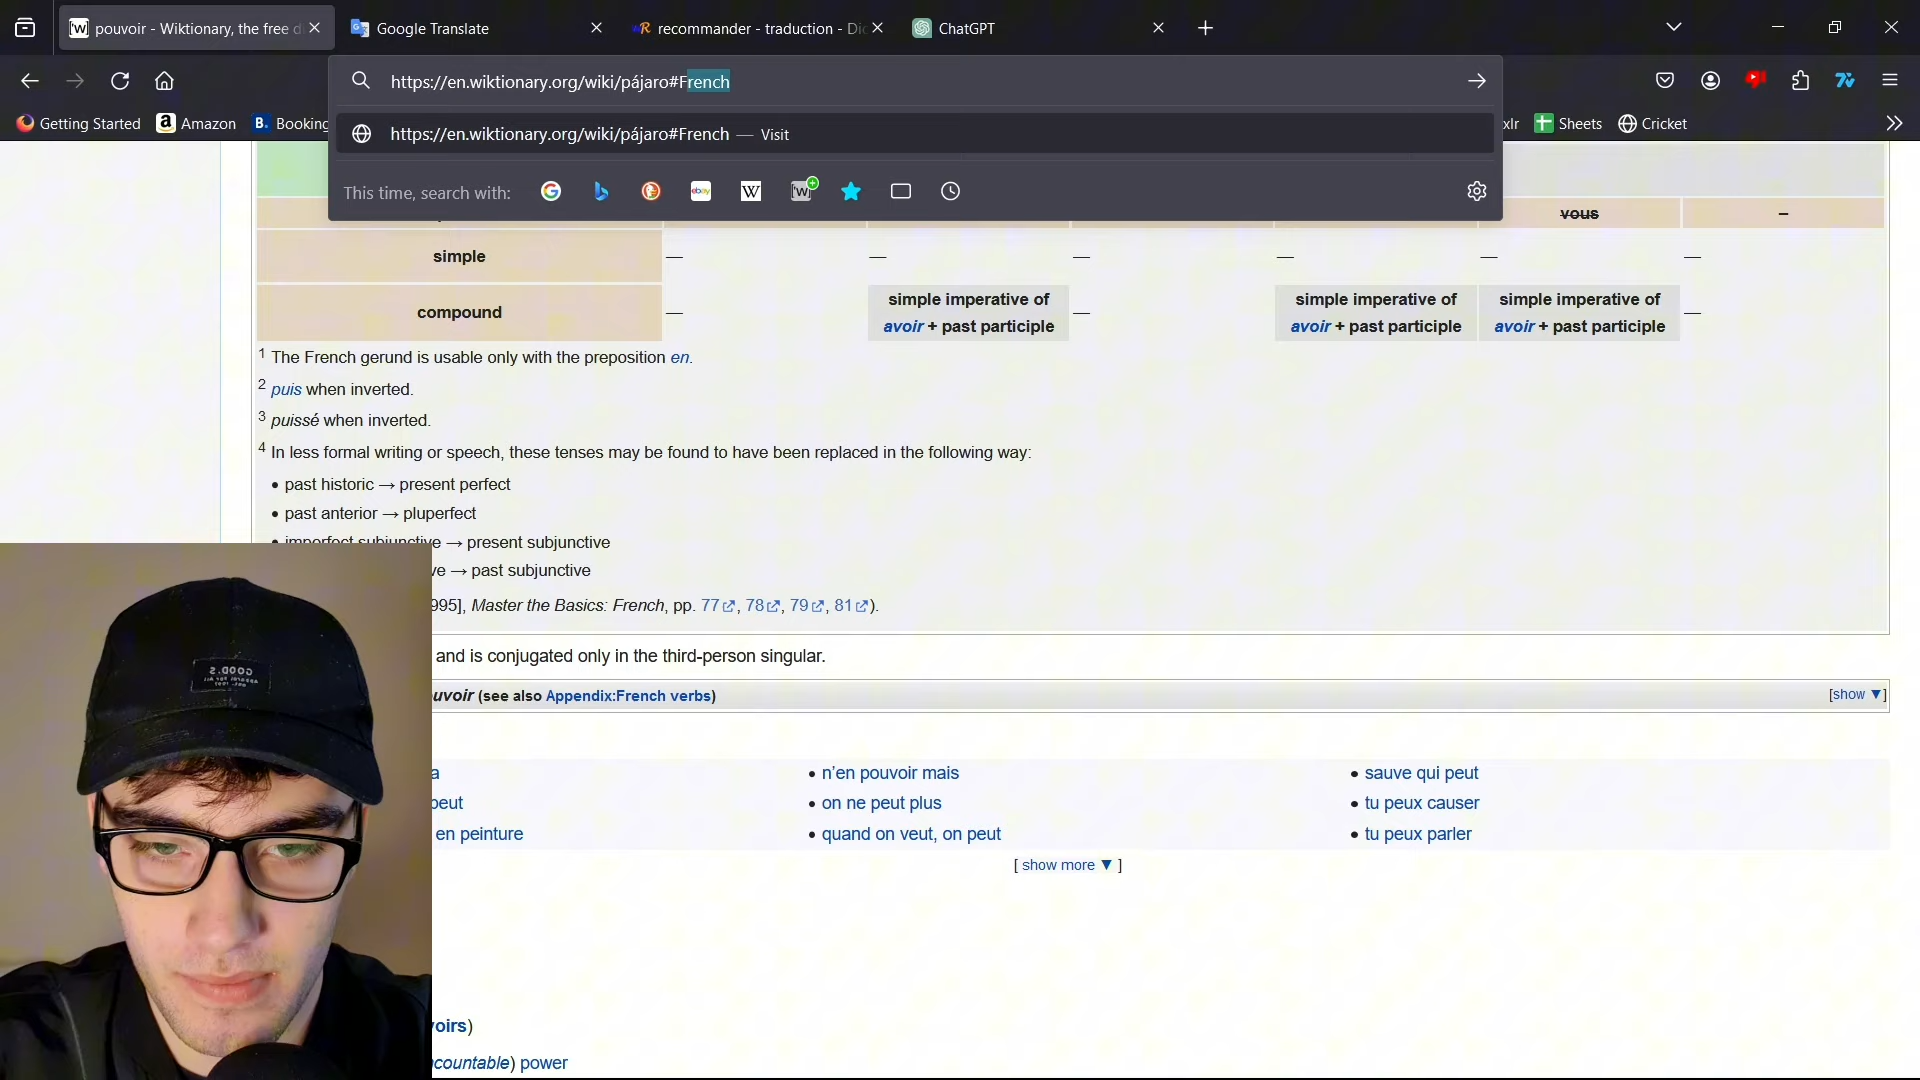 pouvoir - Wiktionary, the free d
Google Translate
recommander - traduction - Dic
ChatGPT
https://en.wiktionary.org/wiki/pájaro#French
Getting Started
Amazon
Booking
https://en.wiktionary.org/wiki/pájaro#French — Visit
xlr
Sheets
Cricket
This time, search with:
vous
–
simple
— — — — — —
compound
—
simple imperative of
avoir + past participle
—
simple imperative of
avoir + past participle
simple imperative of
avoir + past participle
—
1 The French gerund is usable only with the preposition en.
2 puis when inverted.
3 puissé when inverted.
4 In less formal writing or speech, these tenses may be found to have been replaced in the following way:
• past historic → present perfect
• past anterior → pluperfect
• imperfect subjunctive → present subjunctive
ve → past subjunctive
995], Master the Basics: French, pp. 77, 78, 79, 81).
and is conjugated only in the third-person singular.
uvoir (see also Appendix:French verbs)
[show ▼]
a
• n'en pouvoir mais
• sauve qui peut
peut
• on ne peut plus
• tu peux causer
en peinture
• quand on veut, on peut
• tu peux parler
[ show more ▼ ]
GOOD.S
voirs)
countable) power